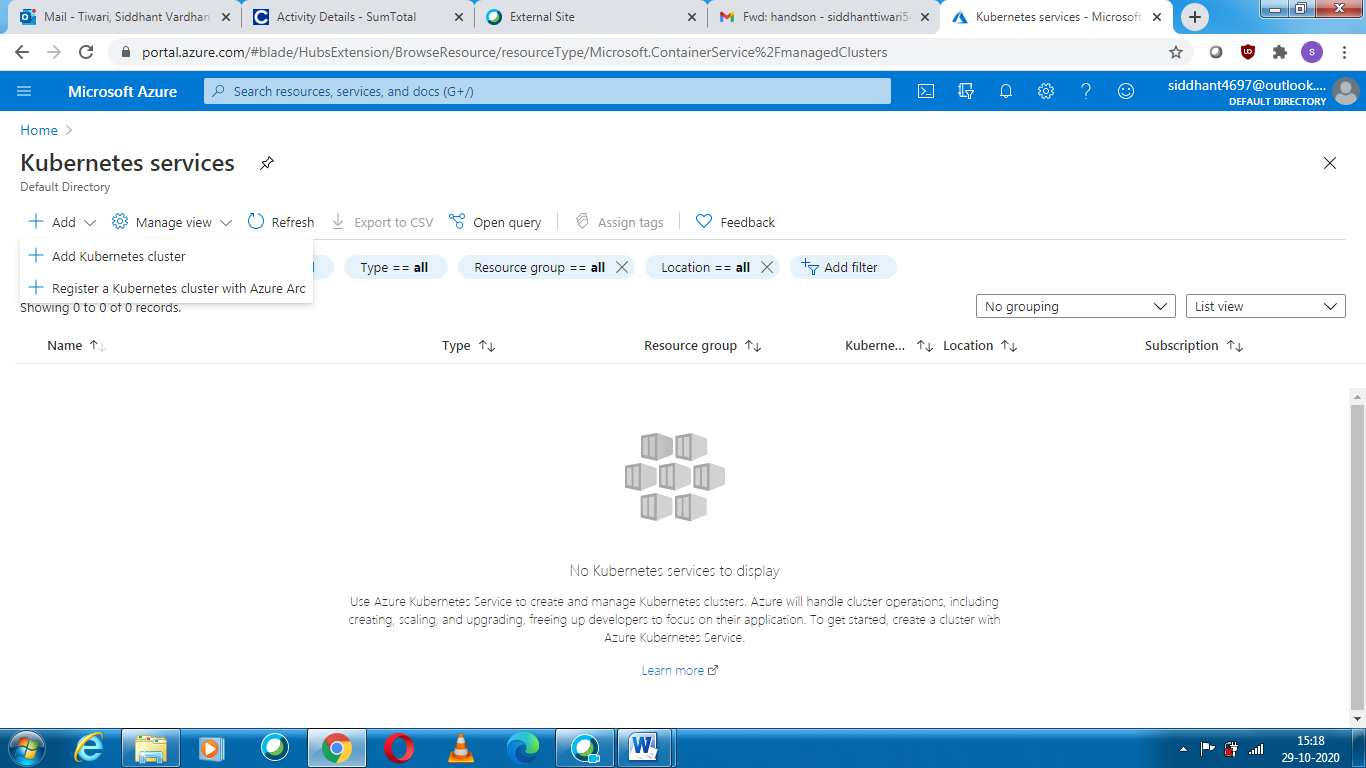 Mail - Tiwari, Siddhant Vardhan
Activity Details - SumTotal
External Site
Fwd: handson - siddhanttiwari54
Kubernetes services - Microsoft
portal.azure.com/#blade/HubsExtension/BrowseResource/resourceType/Microsoft.ContainerService%2FmanagedClusters
S
Microsoft Azure
Search resources, services, and docs (G+/)
siddhant4697@outlook....
DEFAULT DIRECTORY
Home
Kubernetes services
Default Directory
Add
Manage view
Refresh
Export to CSV
Open query
Assign tags
Feedback
Add Kubernetes cluster
Type == all
Resource group == all
Location == all
Add filter
Register a Kubernetes cluster with Azure Arc
Showing 0 to 0 of 0 records.
No grouping
List view
Name
Type
Resource group
Kuberne...
Location
Subscription
No Kubernetes services to display
Use Azure Kubernetes Service to create and manage Kubernetes clusters. Azure will handle cluster operations, including
creating, scaling, and upgrading, freeing up developers to focus on their application. To get started, create a cluster with
Azure Kubernetes Service.
Learn more
15:18
29-10-2020